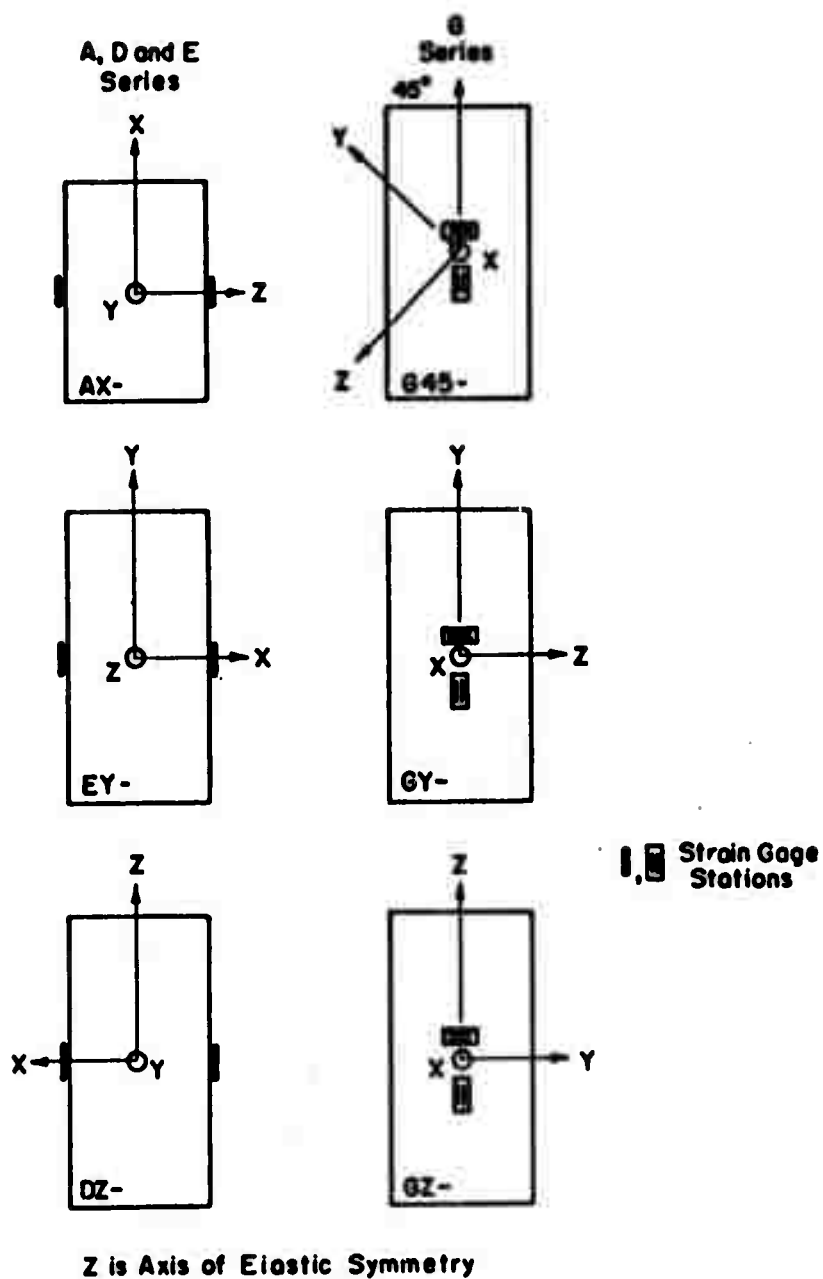 A, D and E
Series
G
Series
X
Z
Y
AX-
45°
Y
X
Z
G45-
Y
X
Z
EY-
Y
Z
X
GY-
Z
X
Y
DZ-
Z
Y
X
GZ-
, Strain Gage
Stations
Z is Axis of Elastic Symmetry